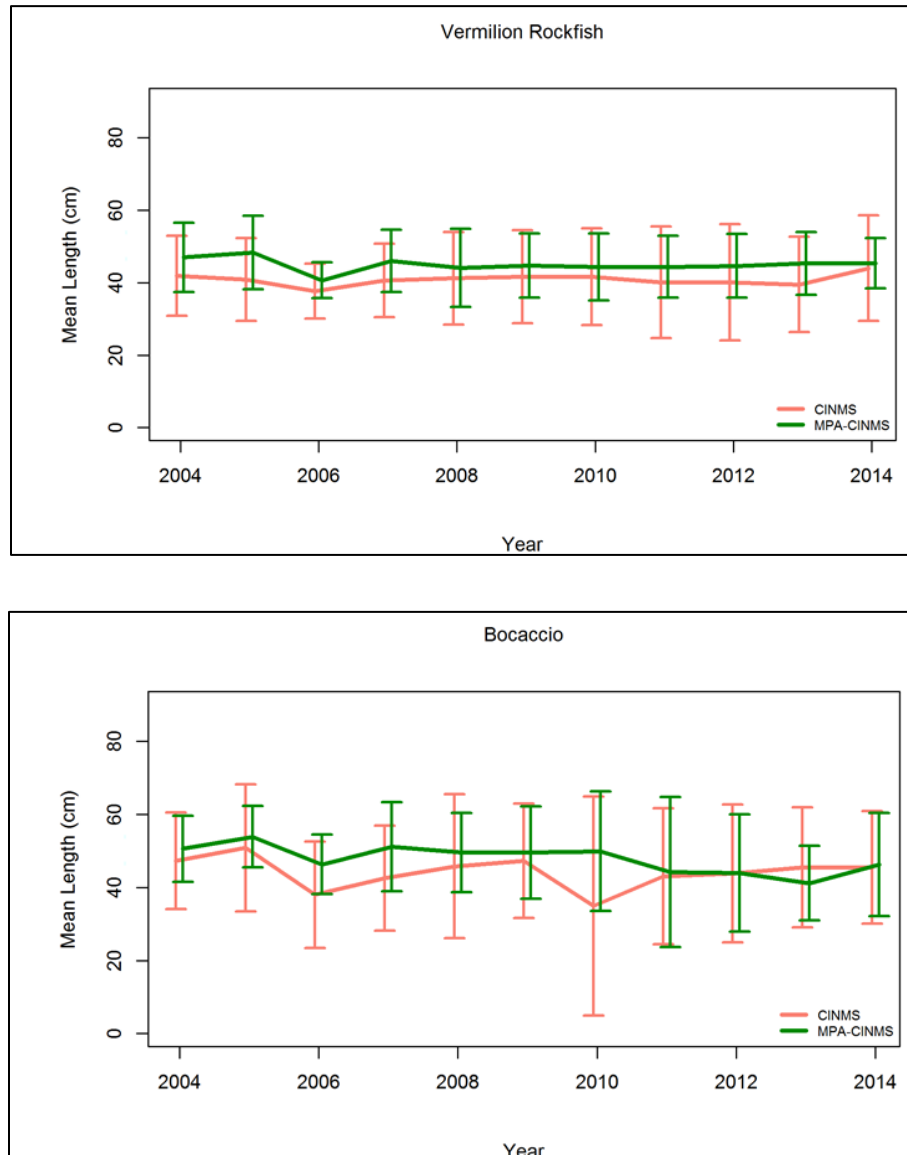 Vermilion Rockfish
Mean Length (cm)
80
60
40
20
0
CINMS
MPA-CINMS
2004 2006 2008 2010 2012 2014
Year
Bocaccio
Mean Length (cm)
80
60
40
20
0
CINMS
MPA-CINMS
2004 2006 2008 2010 2012 2014
Year